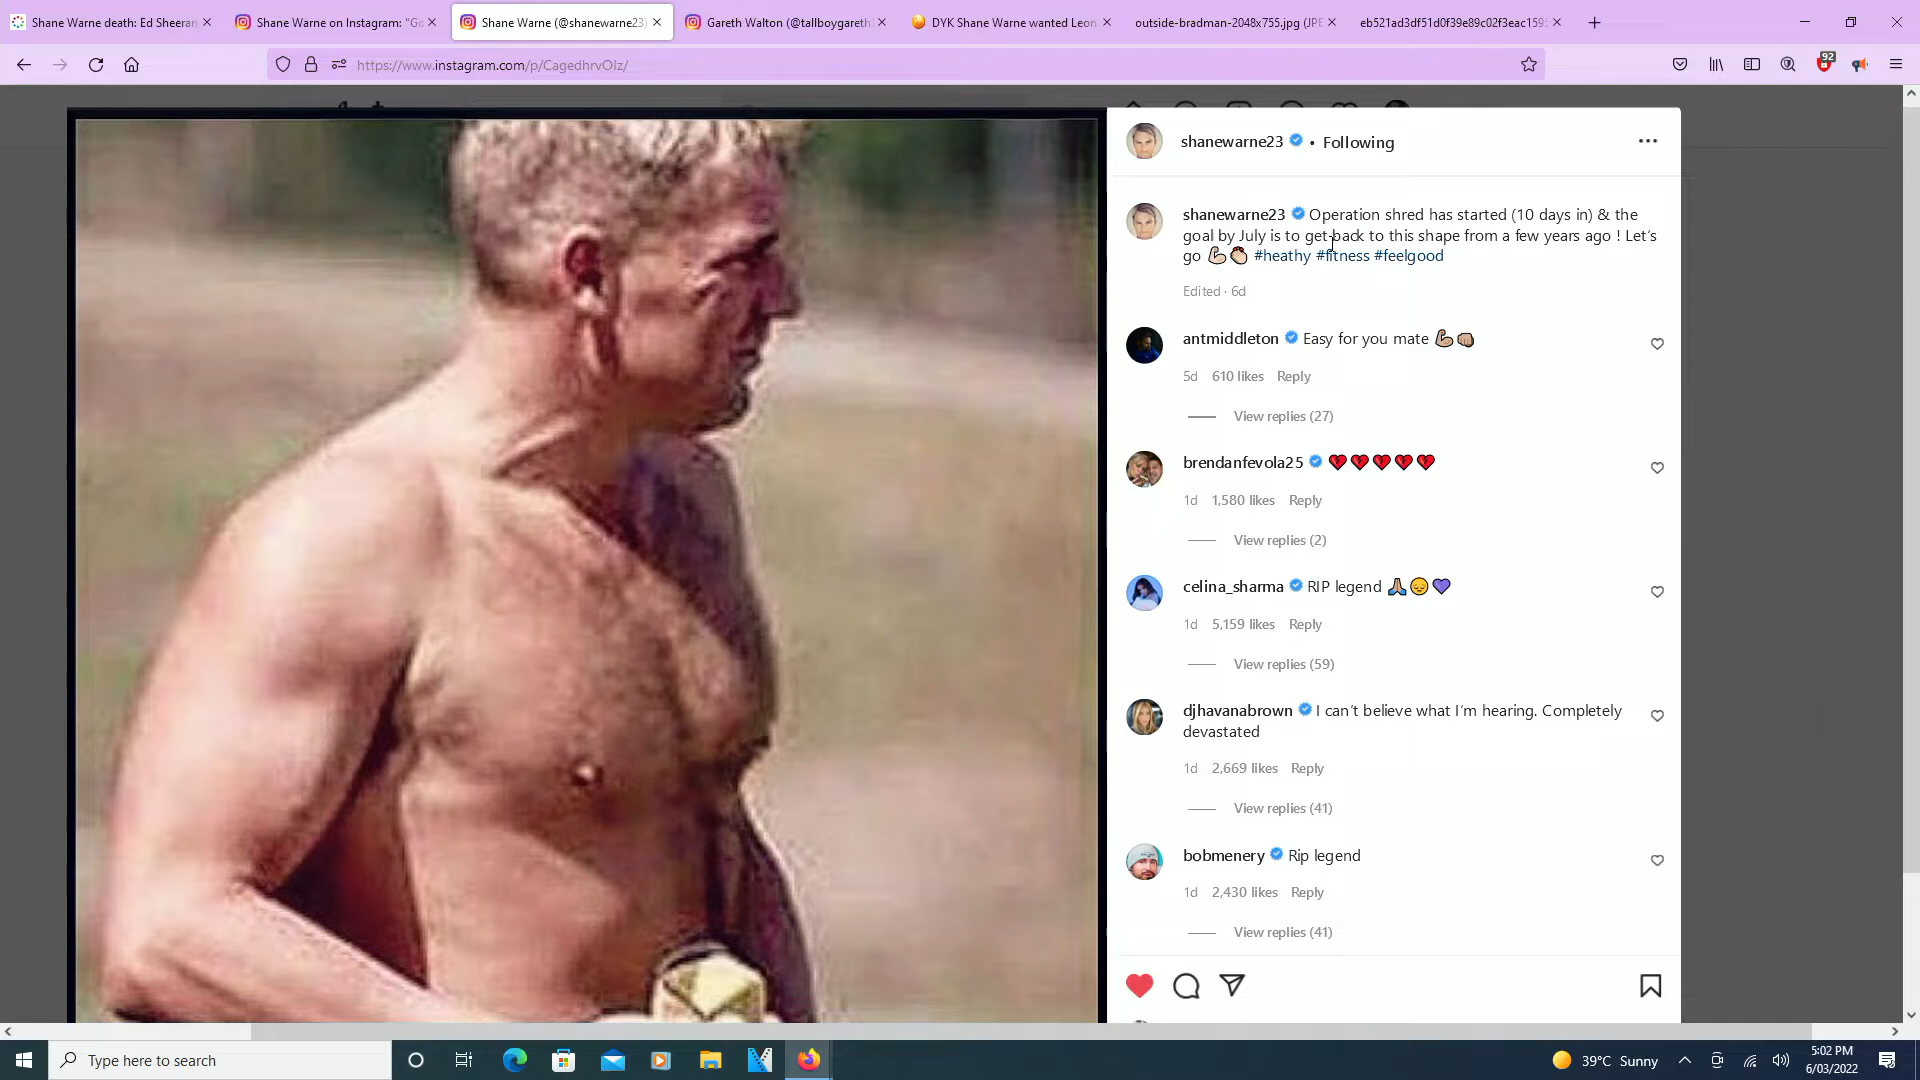 Shane Warne death: Ed Sheeran
Shane Warne on Instagram: "Go
Shane Warne (@shanewarne23)
Gareth Walton (@tallboygareth
DYK Shane Warne wanted Leon
outside-bradman-2048x755.jpg (JPE
eb521ad3df51d0f39e89c02f3eac1595
https://www.instagram.com/p/CagedhrvOIz/
92
shanewarne23 • Following
shanewarne23 Operation shred has started (10 days in) & the
goal by July is to get back to this shape from a few years ago ! Let's
go 💪👏 #heathy #fitness #feelgood
Edited · 6d
antmiddleton Easy for you mate 💪👊
5d 610 likes Reply
View replies (27)
brendanfevola25 💔💔💔💔💔
1d 1,580 likes Reply
View replies (2)
celina_sharma RIP legend 🙏😔💜
1d 5,159 likes Reply
View replies (59)
djhavanabrown I can't believe what I'm hearing. Completely
devastated
1d 2,669 likes Reply
View replies (41)
bobmenery Rip legend
1d 2,430 likes Reply
View replies (41)
Type here to search
39°C Sunny
5:02 PM
6/03/2022